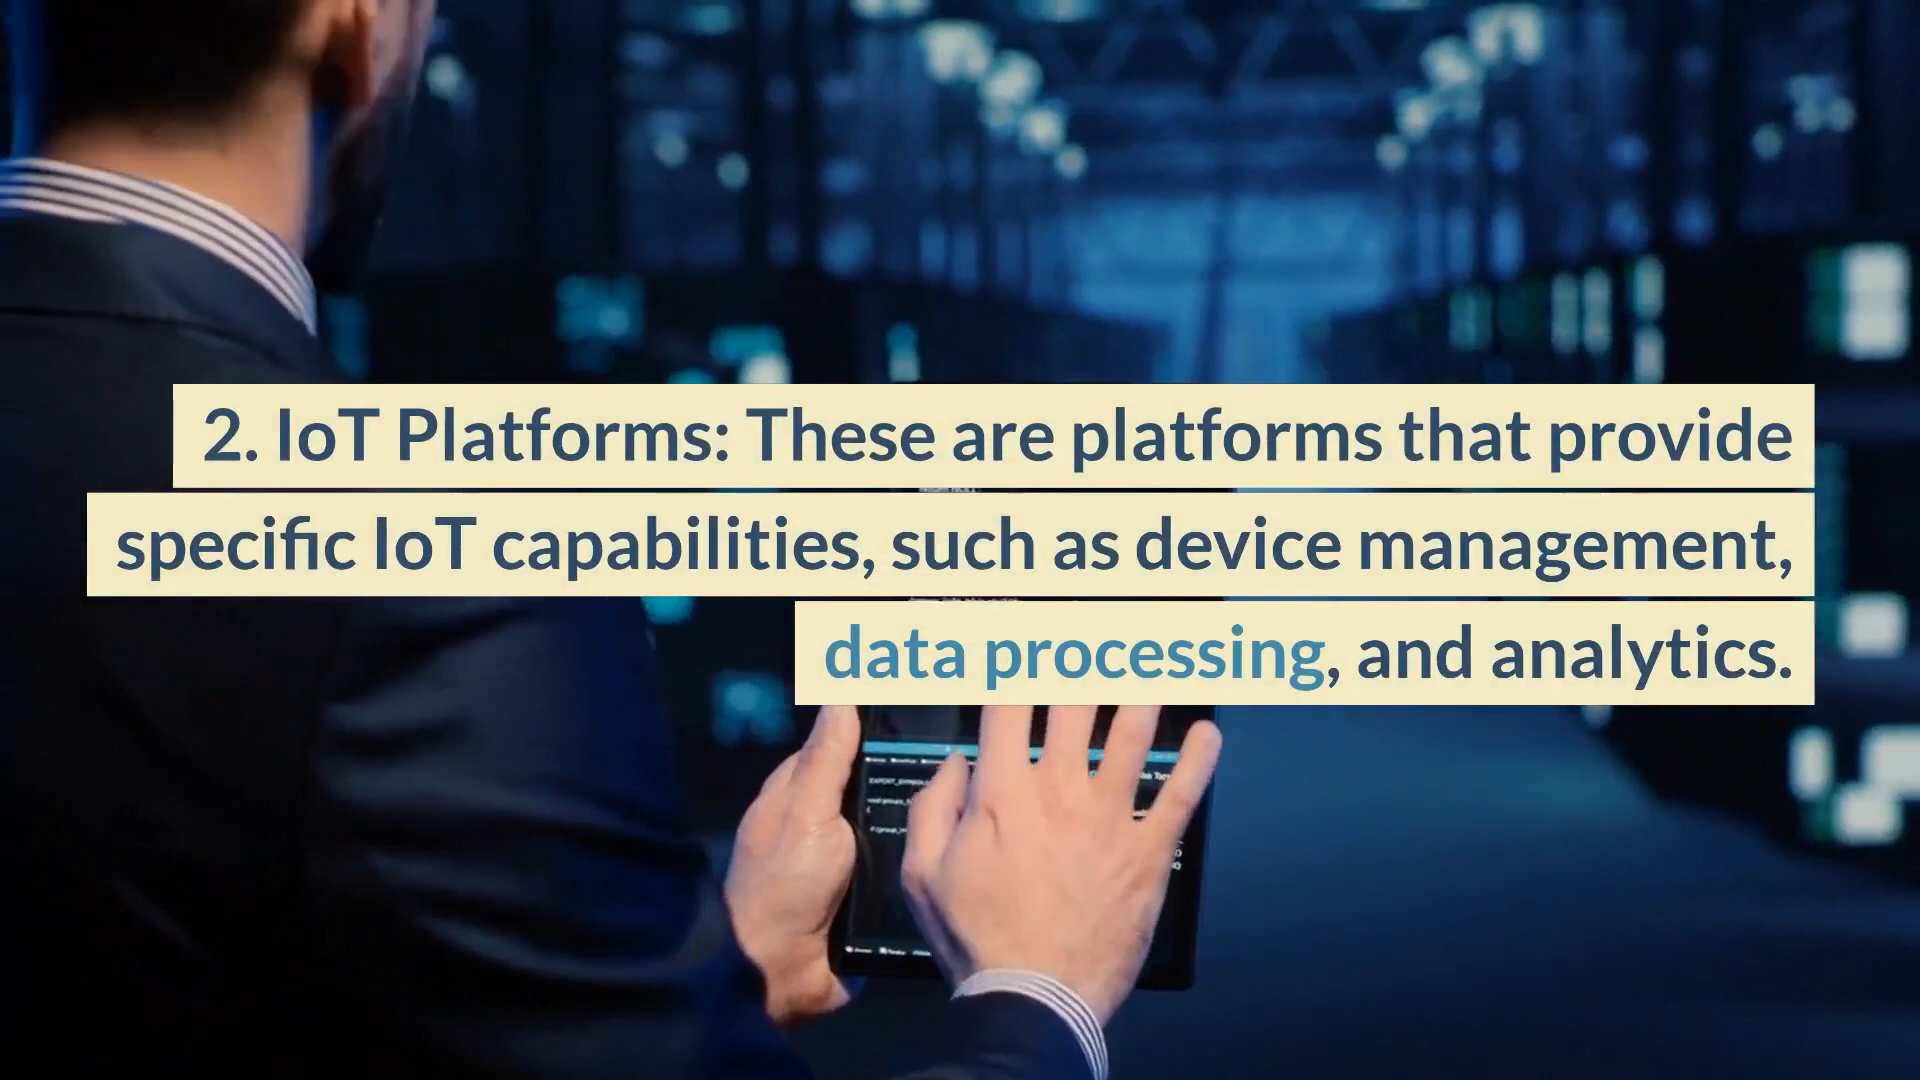 2. IoT Platforms: These are platforms that provide
specific IoT capabilities, such as device management,
data processing, and analytics.